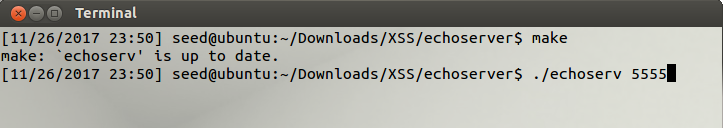 Terminal
[11/26/2017 23:50] seed@ubuntu:~/Downloads/XSS/echoserver$ make
make: `echoserv' is up to date.
[11/26/2017 23:50] seed@ubuntu:~/Downloads/XSS/echoserver$ ./echoserv 5555